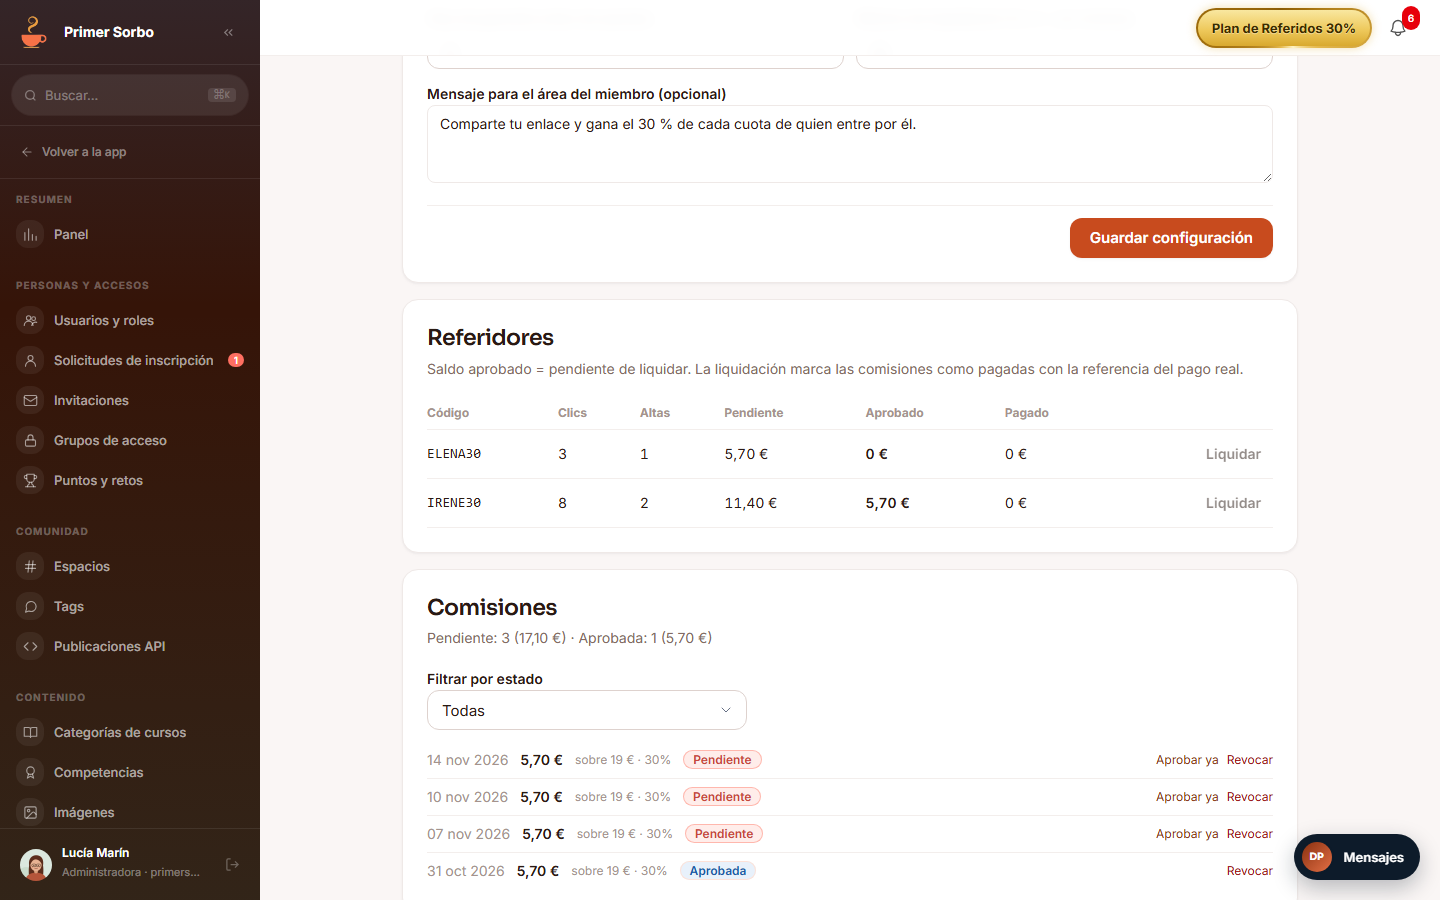 Primer Sorbo
Buscar...
⌘K
Volver a la app
RESUMEN
Panel
PERSONAS Y ACCESOS
Usuarios y roles
Solicitudes de inscripción 1
Invitaciones
Grupos de acceso
Puntos y retos
COMUNIDAD
Espacios
Tags
Publicaciones API
CONTENIDO
Categorías de cursos
Competencias
Imágenes
Lucía Marín
Administradora · primers...
Plan de Referidos 30%
6
Mensaje para el área del miembro (opcional)
Comparte tu enlace y gana el 30 % de cada cuota de quien entre por él.
Guardar configuración
Referidores
Saldo aprobado = pendiente de liquidar. La liquidación marca las comisiones como pagadas con la referencia del pago real.
Código Clics Altas Pendiente Aprobado Pagado
ELENA30 3 1 5,70 € 0 € 0 € Liquidar
IRENE30 8 2 11,40 € 5,70 € 0 € Liquidar
Comisiones
Pendiente: 3 (17,10 €) · Aprobada: 1 (5,70 €)
Filtrar por estado
Todas
14 nov 2026 5,70 € sobre 19 € · 30% Pendiente Aprobar ya Revocar
10 nov 2026 5,70 € sobre 19 € · 30% Pendiente Aprobar ya Revocar
07 nov 2026 5,70 € sobre 19 € · 30% Pendiente Aprobar ya Revocar
31 oct 2026 5,70 € sobre 19 € · 30% Aprobada Revocar
DP Mensajes